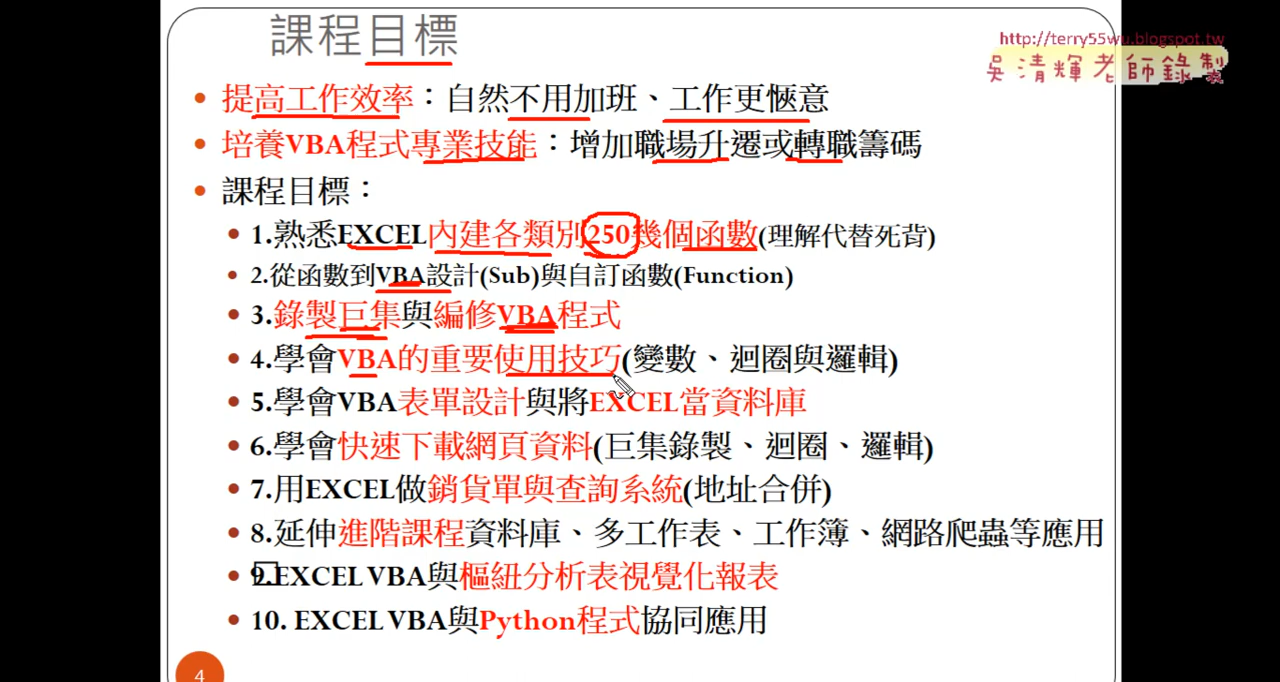 課程目標
http://terry55wu.blogspot.tw
吳清輝老師錄製
提高工作效率：自然不用加班、工作更愜意
培養VBA程式專業技能：增加職場升遷或轉職籌碼
課程目標：
1.熟悉EXCEL內建各類別250幾個函數(理解代替死背)
2.從函數到VBA設計(Sub)與自訂函數(Function)
3.錄製巨集與編修VBA程式
4.學會VBA的重要使用技巧(變數、迴圈與邏輯)
5.學會VBA表單設計與將EXCEL當資料庫
6.學會快速下載網頁資料(巨集錄製、迴圈、邏輯)
7.用EXCEL做銷貨單與查詢系統(地址合併)
8.延伸進階課程資料庫、多工作表、工作簿、網路爬蟲等應用
9.EXCEL VBA與樞紐分析表視覺化報表
10. EXCEL VBA與Python程式協同應用
4